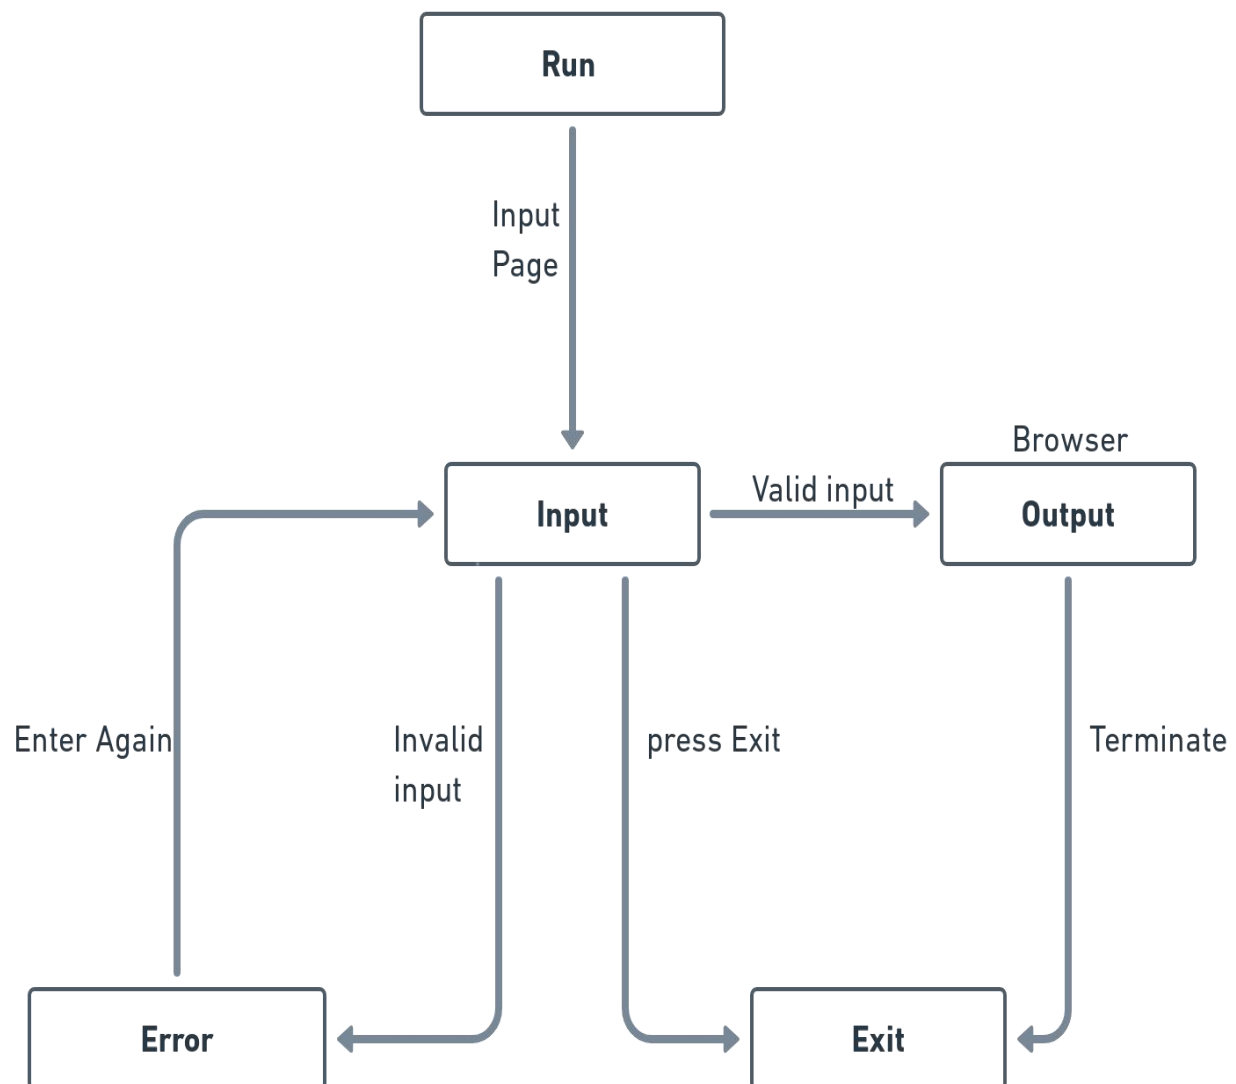 Run
Input
Page
Browser
Valid input
Input
Output
Enter Again
Invalid
input
press Exit
Terminate
Error
Exit